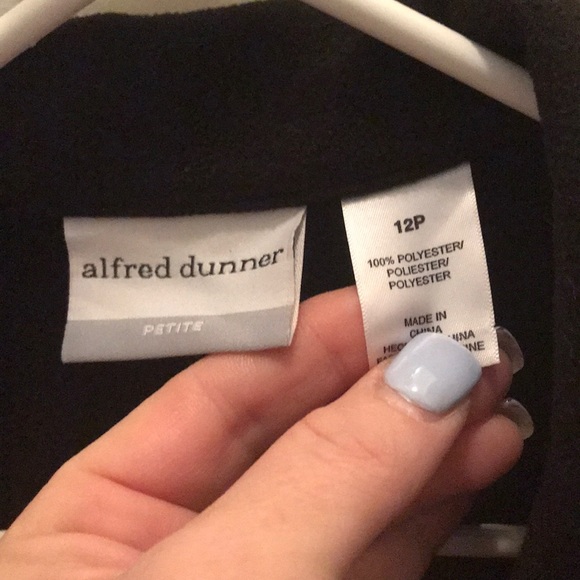 alfred dunner
PETITE
12P
100% POLYESTER/
POLIESTER/
POLYESTER
MADE IN
CHINA